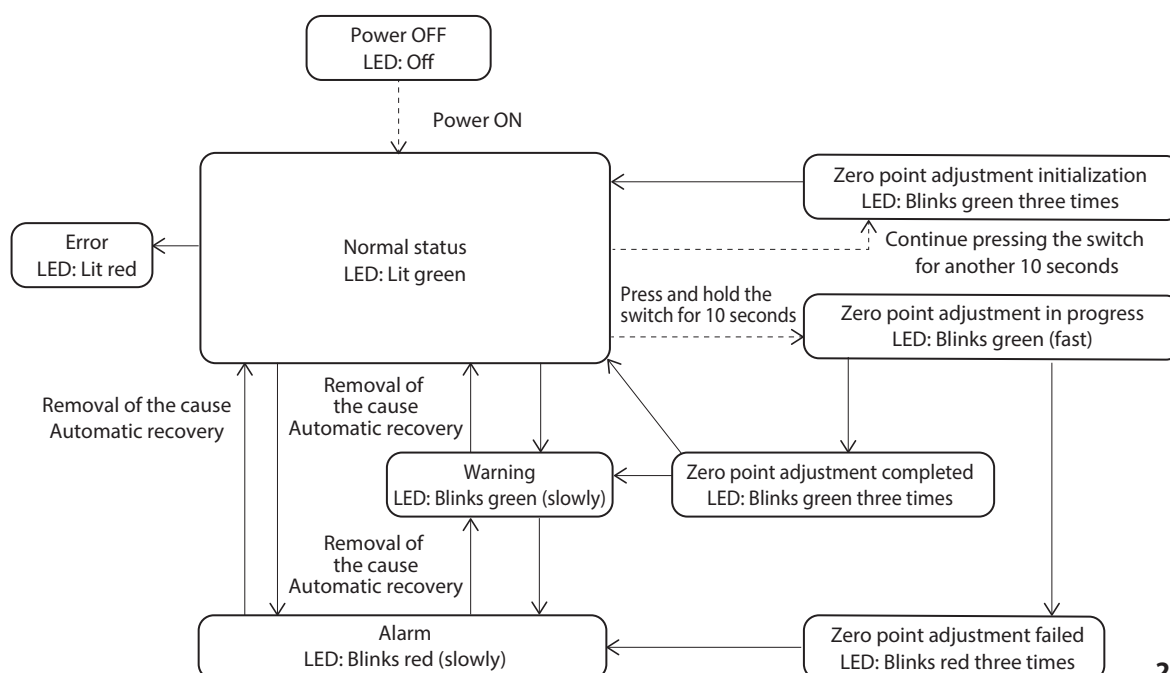 Power OFF
LED: Off
Power ON
Zero point adjustment initialization
LED: Blinks green three times
Error
LED: Lit red
Normal status
LED: Lit green
Continue pressing the switch
for another 10 seconds
Press and hold the
switch for 10 seconds
Zero point adjustment in progress
LED: Blinks green (fast)
Removal of the cause
Automatic recovery
Removal of
the cause
Automatic recovery
Warning
LED: Blinks green (slowly)
Zero point adjustment completed
LED: Blinks green three times
Removal of
the cause
Automatic recovery
Alarm
LED: Blinks red (slowly)
Zero point adjustment failed
LED: Blinks red three times